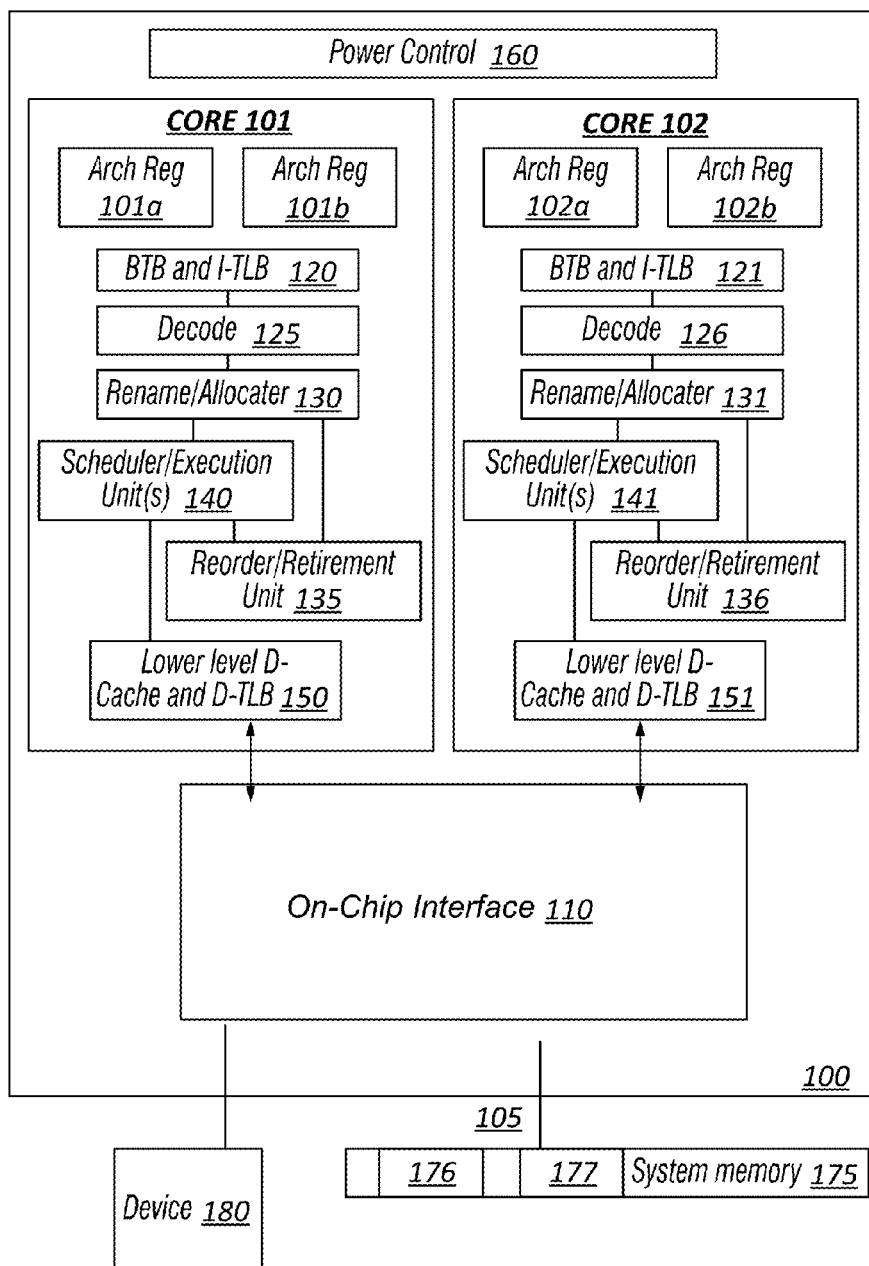 Power Control 160
CORE 101
Arch Reg
101a
Arch Reg
101b
BTB and I-TLB 120
Decode 125
Rename/Allocater 130
Scheduler/Execution
Unit(s) 140
Reorder/Retirement
Unit 135
Lower level D-
Cache and D-TLB 150
CORE 102
Arch Reg
102a
Arch Reg
102b
BTB and I-TLB 121
Decode 126
Rename/Allocater 131
Scheduler/Execution
Unit(s) 141
Reorder/Retirement
Unit 136
Lower level D-
Cache and D-TLB 151
On-Chip Interface 110
100
105
176
177
System memory 175
Device 180